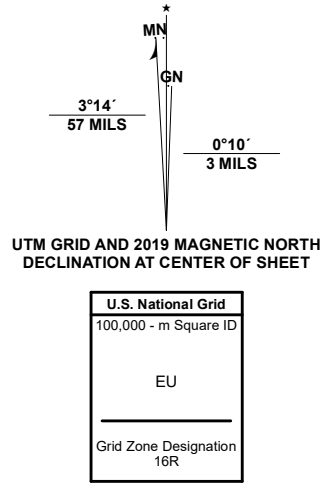 MN
GN
3°14´
57 MILS
0°10´
3 MILS
UTM GRID AND 2019 MAGNETIC NORTH
DECLINATION AT CENTER OF SHEET
U.S. National Grid
100,000 - m Square ID
EU
Grid Zone Designation
16R